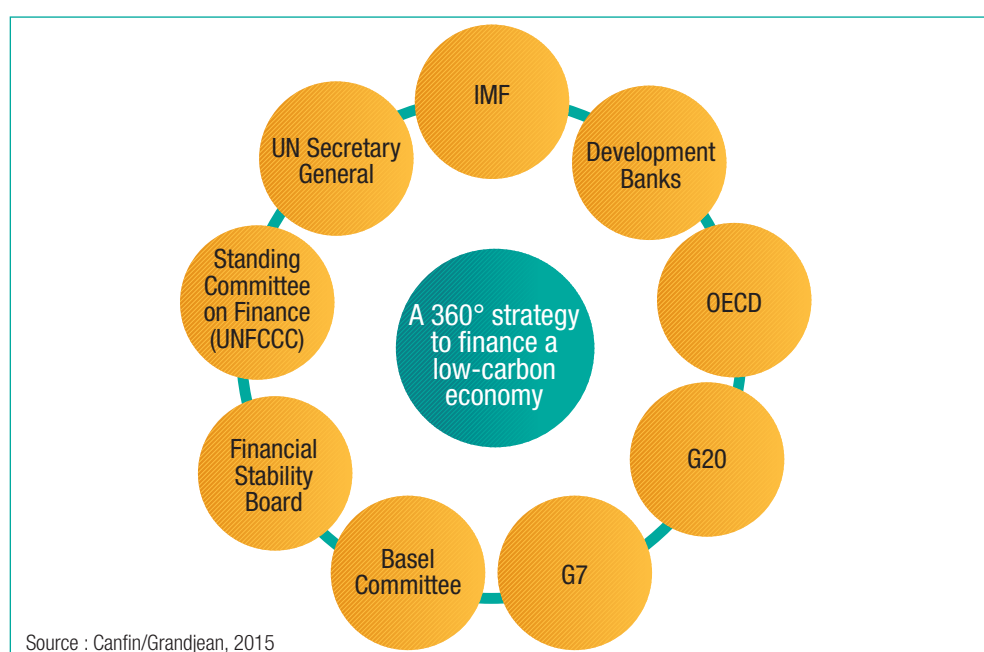 IMF
Development
Banks
OECD
G20
G7
Basel
Committee
Financial
Stability
Board
Standing
Committee
on Finance
(UNFCCC)
UN Secretary
General
A 360° strategy
to finance a
low-carbon
economy
Source : Canfin/Grandjean, 2015